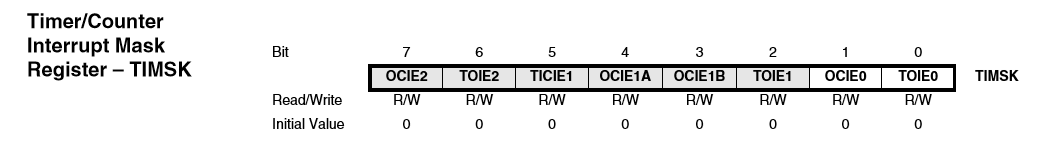 Timer/Counter
Interrupt Mask
Register – TIMSK
Bit 7 6 5 4 3 2 1 0
OCIE2 TOIE2 TICIE1 OCIE1A OCIE1B TOIE1 OCIE0 TOIE0 TIMSK
Read/Write R/W R/W R/W R/W R/W R/W R/W R/W
Initial Value 0 0 0 0 0 0 0 0